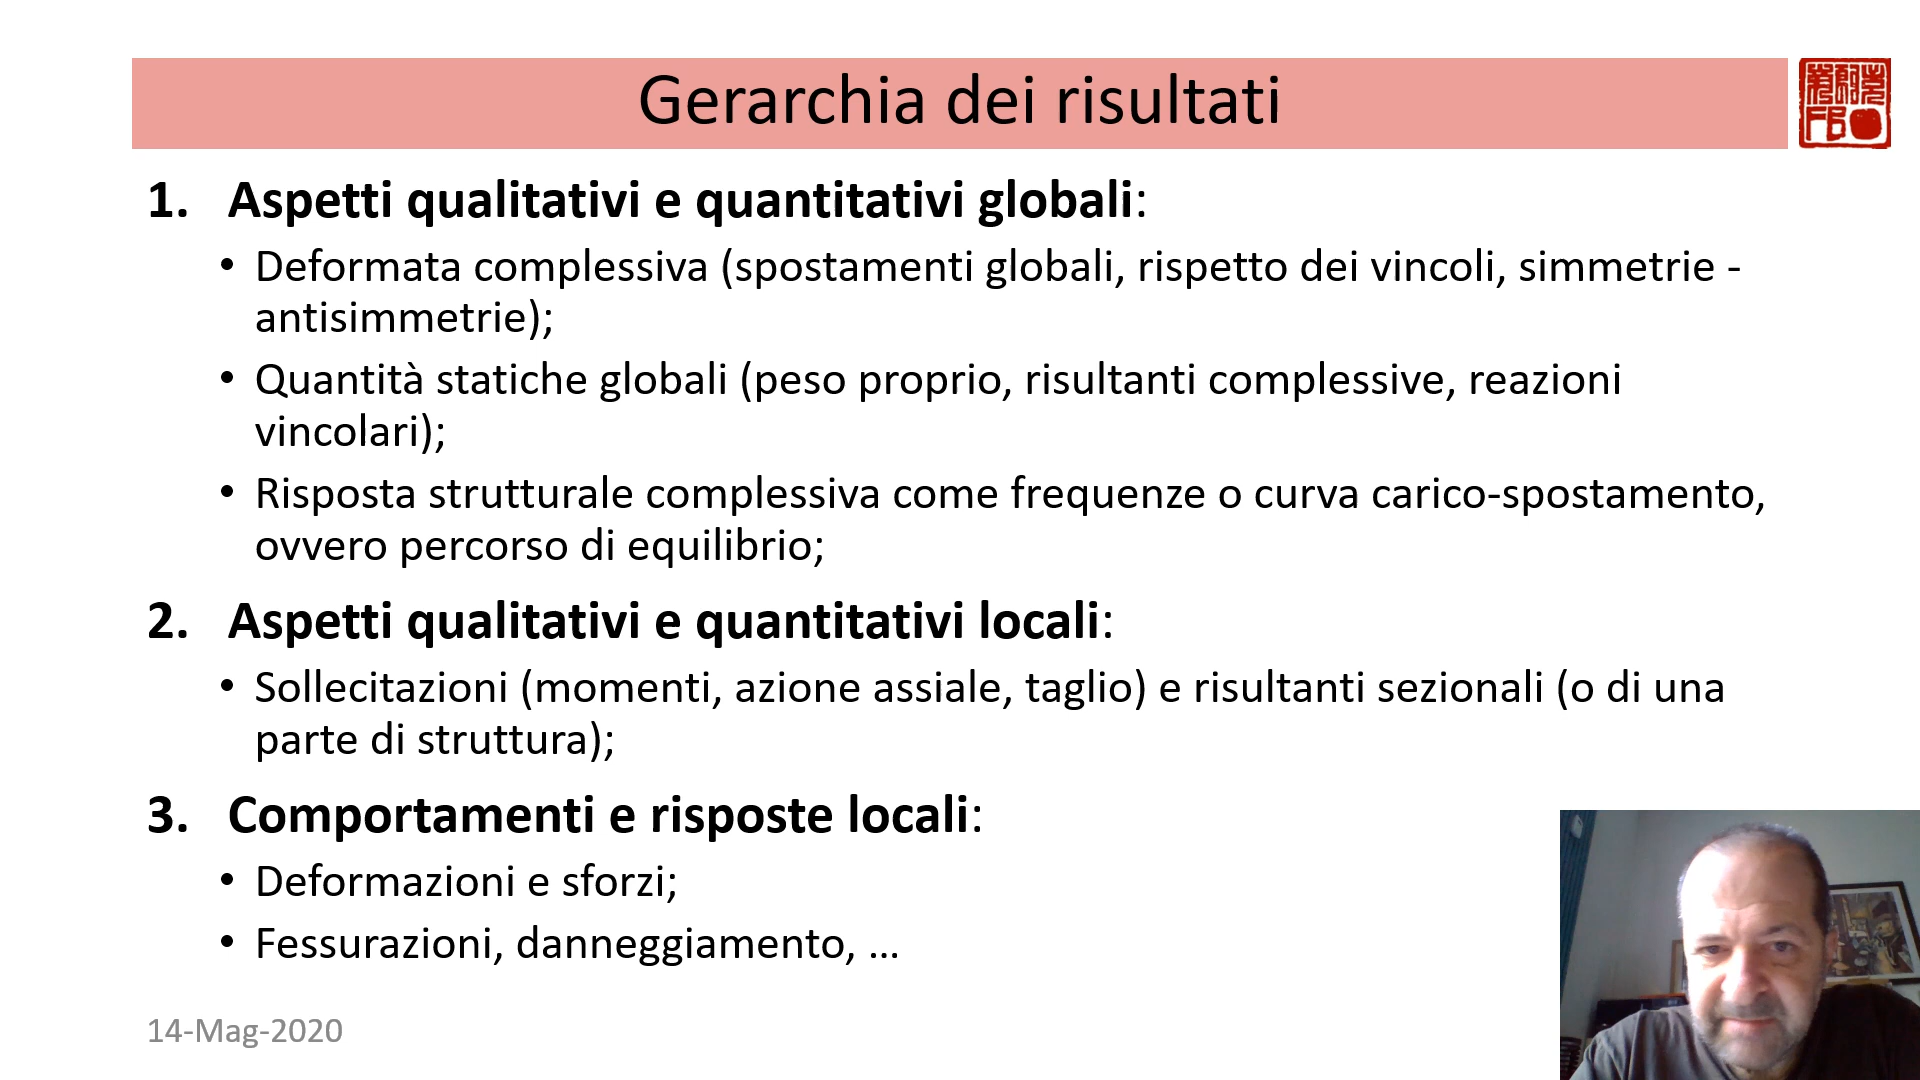 Gerarchia dei risultati
FB
1. Aspetti qualitativi e quantitativi globali:
• Deformata complessiva (spostamenti globali, rispetto dei vincoli, simmetrie -
antisimmetrie);
• Quantità statiche globali (peso proprio, risultanti complessive, reazioni
vincolari);
• Risposta strutturale complessiva come frequenze o curva carico-spostamento,
ovvero percorso di equilibrio;
2. Aspetti qualitativi e quantitativi locali:
• Sollecitazioni (momenti, azione assiale, taglio) e risultanti sezionali (o di una
parte di struttura);
3. Comportamenti e risposte locali:
• Deformazioni e sforzi;
• Fessurazioni, danneggiamento, ...
14-Mag-2020